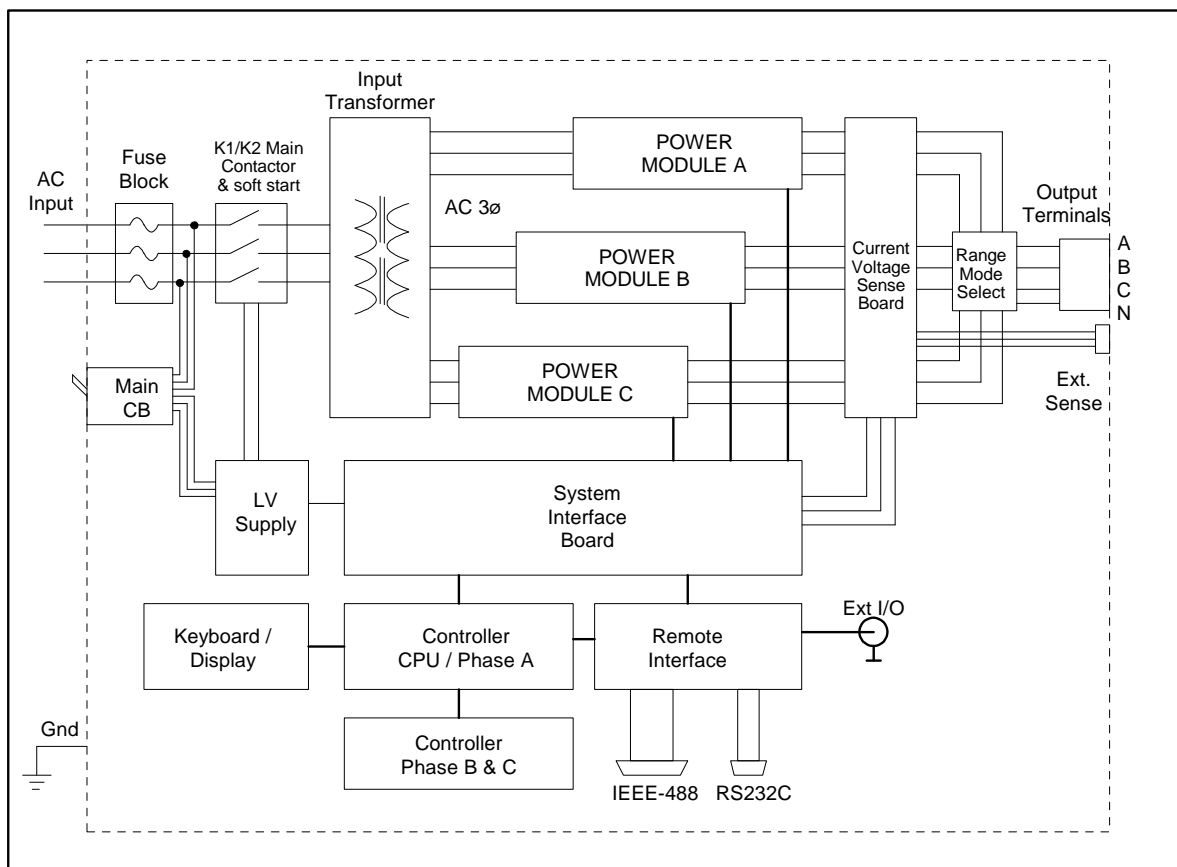 Input
Transformer
K1/K2 Main
Contactor
& soft start
Fuse
Block
AC
Input
POWER
MODULE A
AC 3ø
POWER
MODULE B
POWER
MODULE C
Current
Voltage
Sense
Board
Range
Mode
Select
Output
Terminals
A
B
C
N
Ext.
Sense
Main
CB
LV
Supply
System
Interface
Board
Keyboard /
Display
Controller
CPU / Phase A
Remote
Interface
Ext I/O
Controller
Phase B & C
Gnd
IEEE-488
RS232C